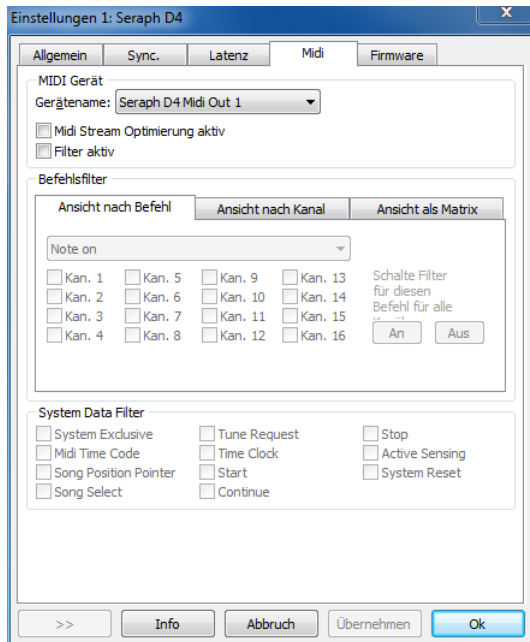 Einstellungen 1: Seraph D4
x
Allgemein Sync. Latenz Midi Firmware
MIDI Gerät
Gerätename: Seraph D4 Midi Out 1
Midi Stream Optimierung aktiv
Filter aktiv
Befehlsfilter
Ansicht nach Befehl Ansicht nach Kanal Ansicht als Matrix
Note on
Kan. 1 Kan. 5 Kan. 9 Kan. 13
Kan. 2 Kan. 6 Kan. 10 Kan. 14
Kan. 3 Kan. 7 Kan. 11 Kan. 15
Kan. 4 Kan. 8 Kan. 12 Kan. 16
Schalte Filter
für diesen
Befehl für alle
An Aus
System Data Filter
System Exclusive Tune Request Stop
Midi Time Code Time Clock Active Sensing
Song Position Pointer Start System Reset
Song Select Continue
>> Info Abbruch Übernehmen Ok